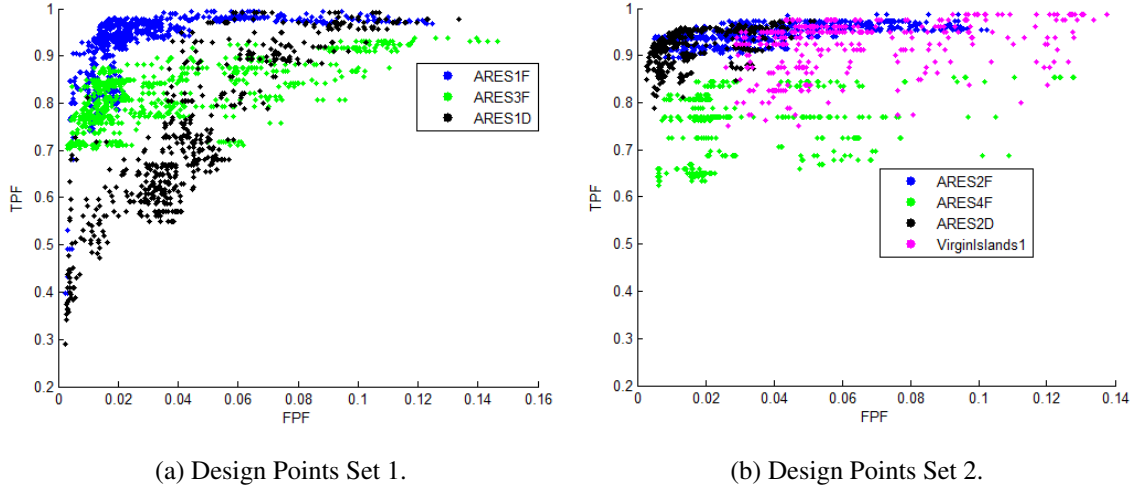 1
0.9
0.8
0.7
0.6
0.5
0.4
0.3
0.2
TPF
0
0.02
0.04
0.06
0.08
0.1
0.12
0.14
0.16
FPF
ARES1F
ARES3F
ARES1D
(a) Design Points Set 1.
1
0.9
0.8
0.7
0.6
0.5
0.4
0.3
0.2
TPF
0
0.02
0.04
0.06
0.08
0.1
0.12
0.14
FPF
ARES2F
ARES4F
ARES2D
VirginIslands1
(b) Design Points Set 2.